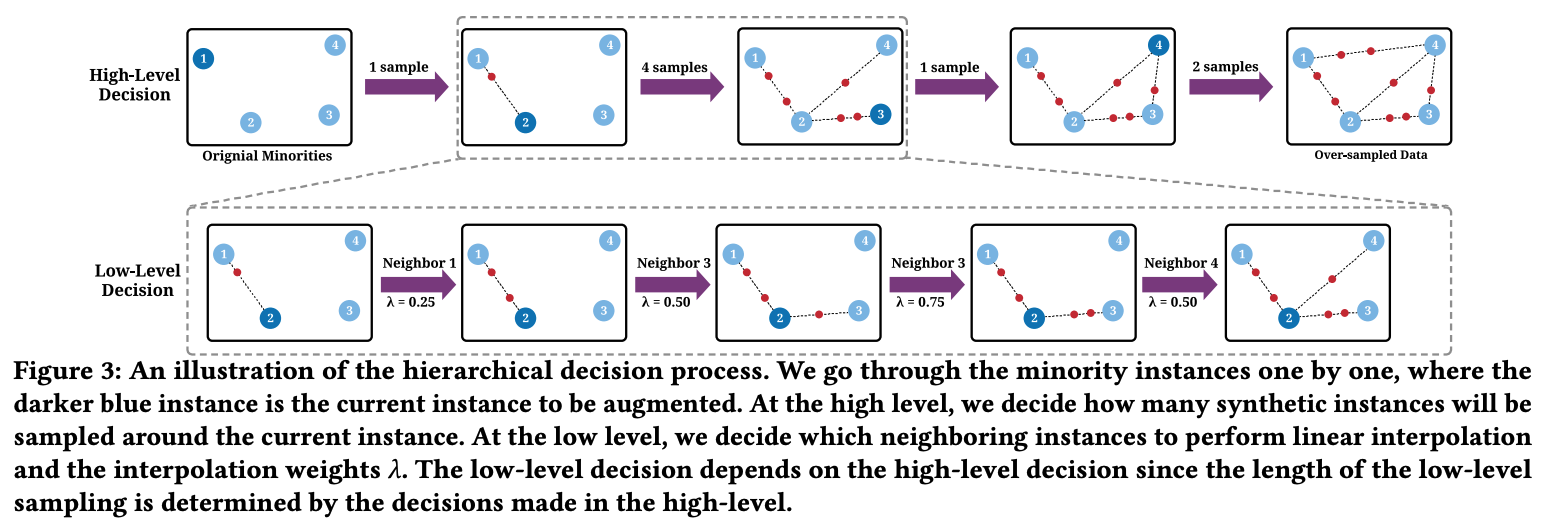 High-Level
Decision
1 4 2 3
Orignial Minorities
1 sample
1 4 2 3
4 samples
1 4 2 3
1 sample
1 4 2 3
2 samples
1 4 2 3
Over-sampled Data
Low-Level
Decision
1 4 2 3
Neighbor 1
λ = 0.25
1 4 2 3
Neighbor 3
λ = 0.50
1 4 2 3
Neighbor 3
λ = 0.75
1 4 2 3
Neighbor 4
λ = 0.50
1 4 2 3
Figure 3: An illustration of the hierarchical decision process. We go through the minority instances one by one, where the
darker blue instance is the current instance to be augmented. At the high level, we decide how many synthetic instances will be
sampled around the current instance. At the low level, we decide which neighboring instances to perform linear interpolation
and the interpolation weights λ. The low-level decision depends on the high-level decision since the length of the low-level
sampling is determined by the decisions made in the high-level.